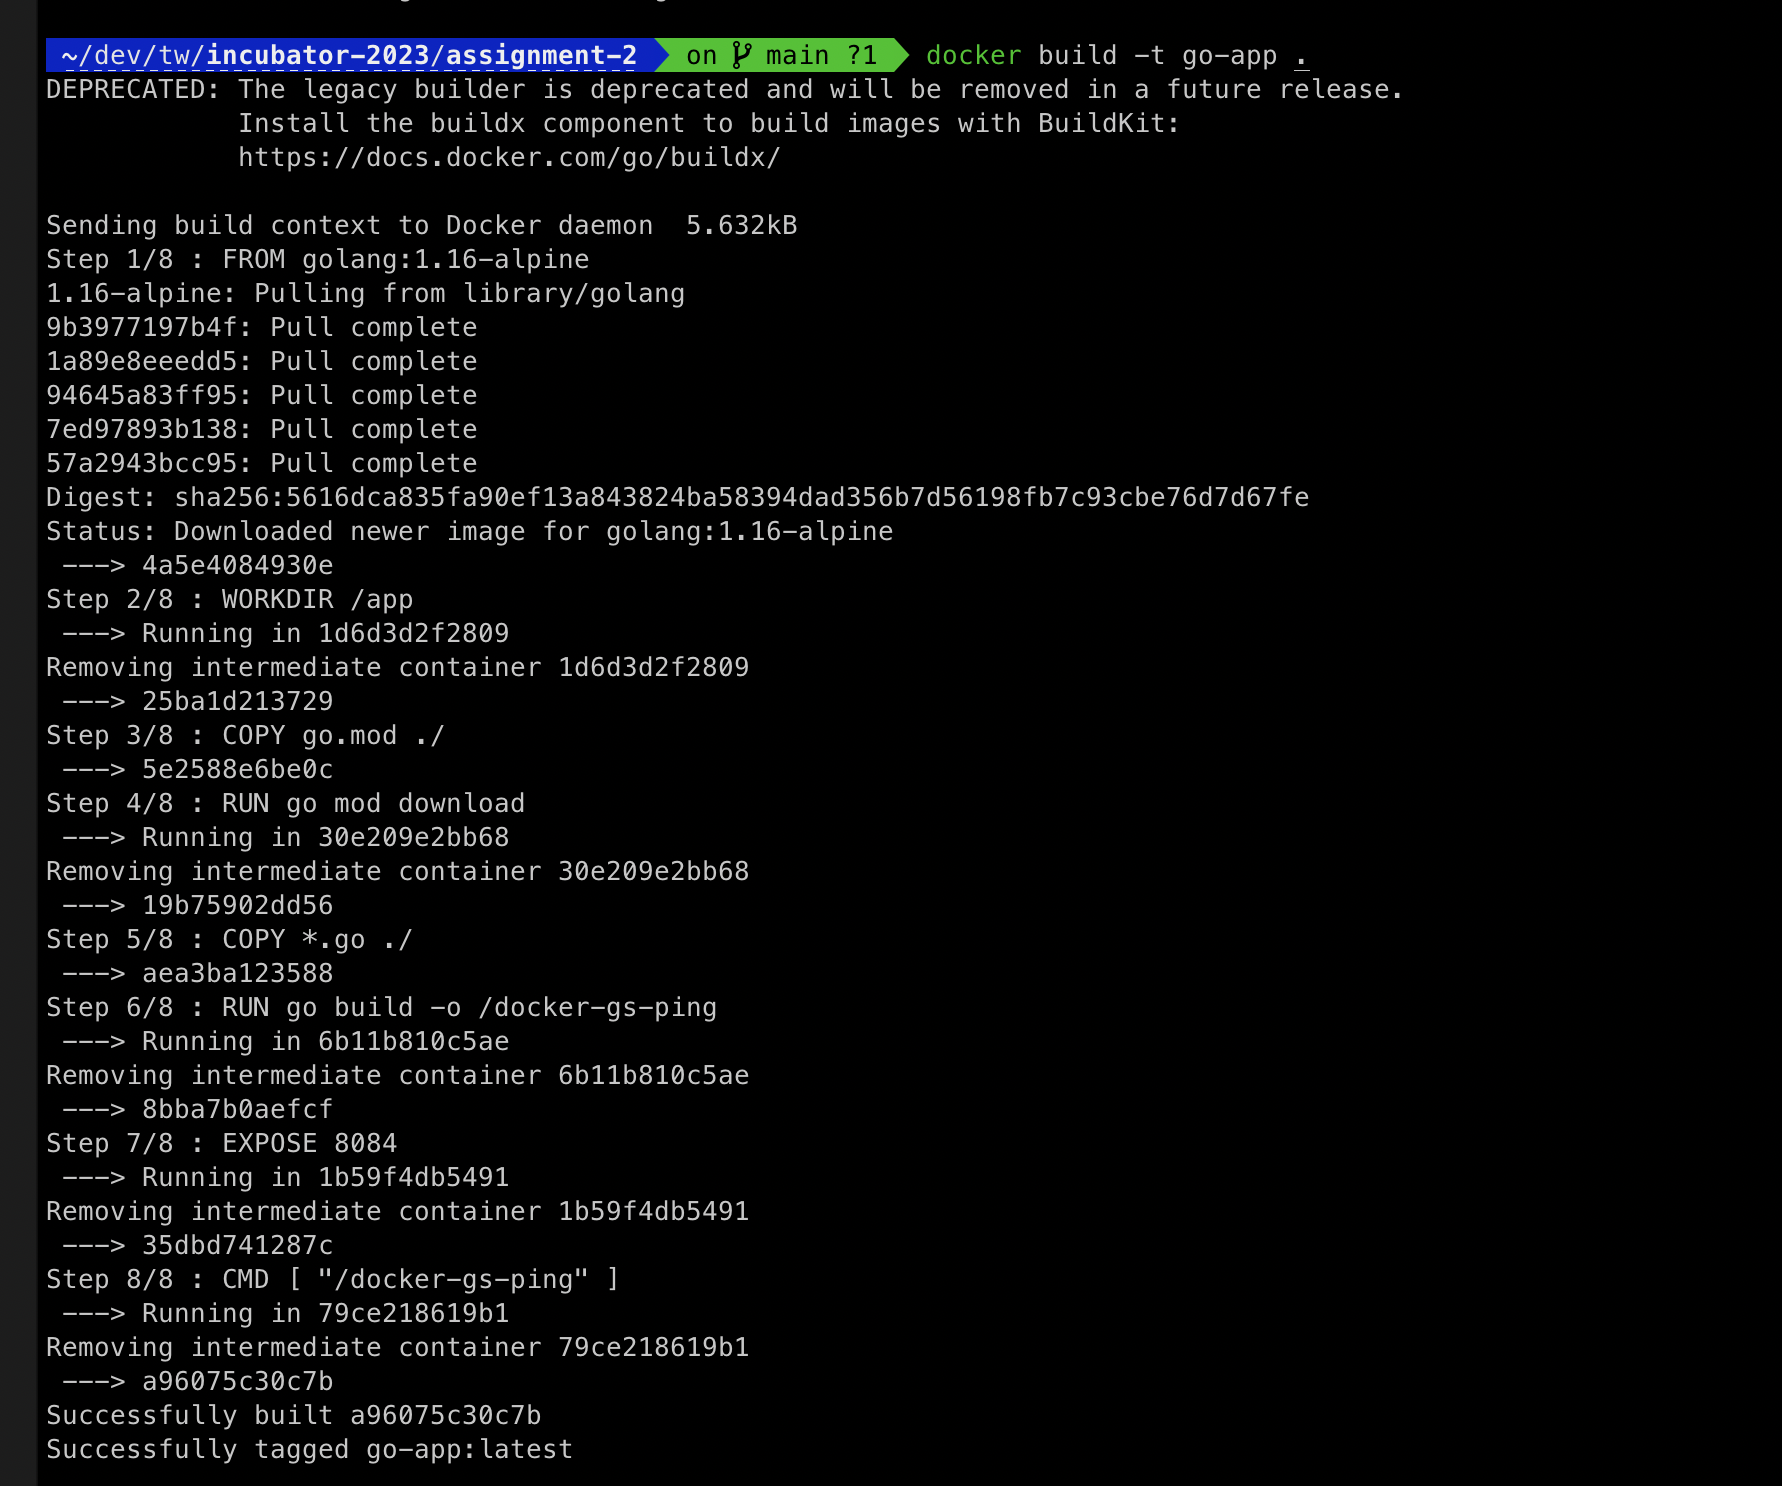 ~/dev/tw/incubator-2023/assignment-2 on main ?1 docker build -t go-app .
DEPRECATED: The legacy builder is deprecated and will be removed in a future release.
            Install the buildx component to build images with BuildKit:
            https://docs.docker.com/go/buildx/

Sending build context to Docker daemon  5.632kB
Step 1/8 : FROM golang:1.16-alpine
1.16-alpine: Pulling from library/golang
9b3977197b4f: Pull complete
1a89e8eeedd5: Pull complete
94645a83ff95: Pull complete
7ed97893b138: Pull complete
57a2943bcc95: Pull complete
Digest: sha256:5616dca835fa90ef13a843824ba58394dad356b7d56198fb7c93cbe76d7d67fe
Status: Downloaded newer image for golang:1.16-alpine
 ---> 4a5e4084930e
Step 2/8 : WORKDIR /app
 ---> Running in 1d6d3d2f2809
Removing intermediate container 1d6d3d2f2809
 ---> 25ba1d213729
Step 3/8 : COPY go.mod ./
 ---> 5e2588e6be0c
Step 4/8 : RUN go mod download
 ---> Running in 30e209e2bb68
Removing intermediate container 30e209e2bb68
 ---> 19b75902dd56
Step 5/8 : COPY *.go ./
 ---> aea3ba123588
Step 6/8 : RUN go build -o /docker-gs-ping
 ---> Running in 6b11b810c5ae
Removing intermediate container 6b11b810c5ae
 ---> 8bba7b0aefcf
Step 7/8 : EXPOSE 8084
 ---> Running in 1b59f4db5491
Removing intermediate container 1b59f4db5491
 ---> 35dbd741287c
Step 8/8 : CMD [ "/docker-gs-ping" ]
 ---> Running in 79ce218619b1
Removing intermediate container 79ce218619b1
 ---> a96075c30c7b
Successfully built a96075c30c7b
Successfully tagged go-app:latest